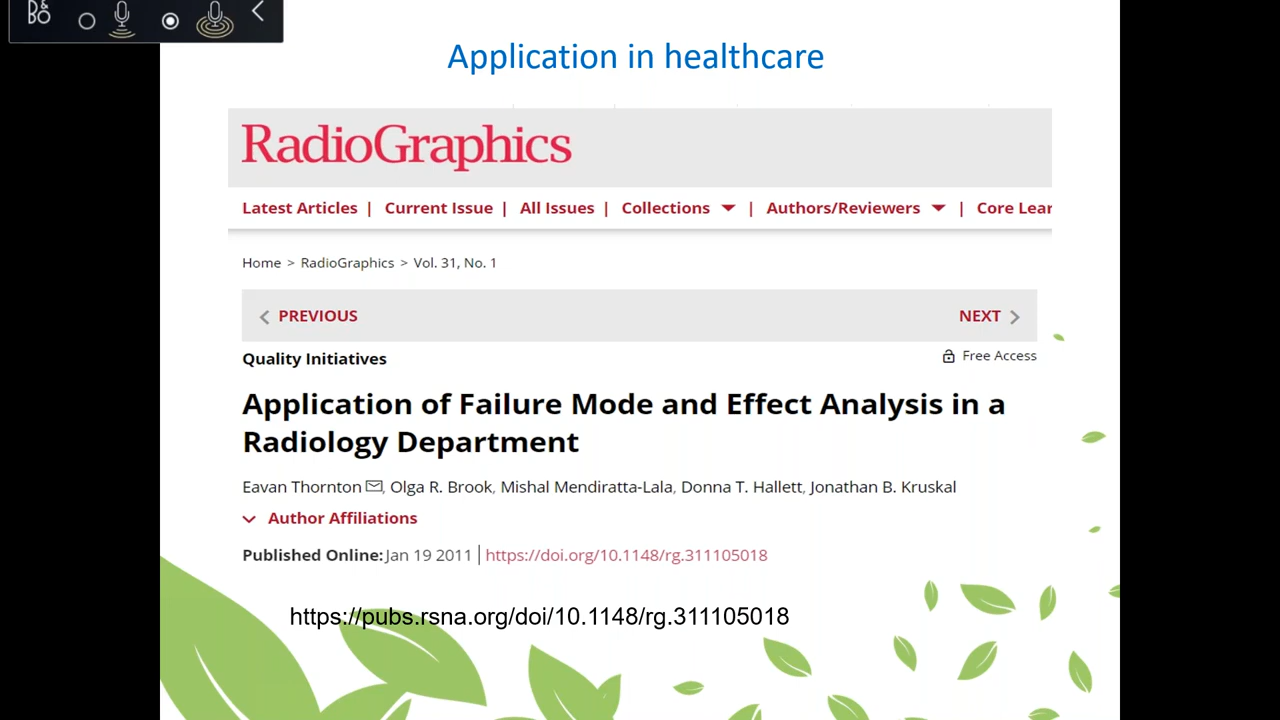 Application in healthcare
RadioGraphics
Latest Articles | Current Issue | All Issues | Collections | Authors/Reviewers | Core Lear
Home > RadioGraphics > Vol. 31, No. 1
PREVIOUS NEXT
Quality Initiatives Free Access
Application of Failure Mode and Effect Analysis in a
Radiology Department
Eavan Thornton, Olga R. Brook, Mishal Mendiratta-Lala, Donna T. Hallett, Jonathan B. Kruskal
Author Affiliations
Published Online: Jan 19 2011 | https://doi.org/10.1148/rg.311105018
https://pubs.rsna.org/doi/10.1148/rg.311105018